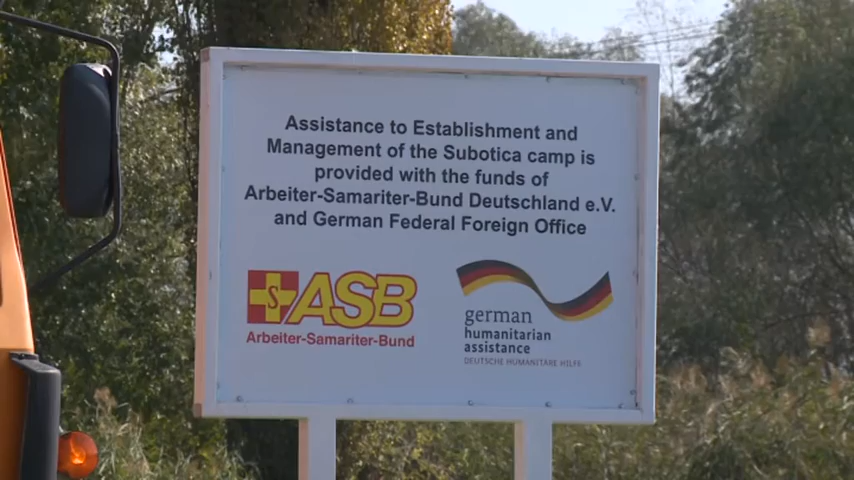 Assistance to Establishment and
Management of the Subotica camp is
provided with the funds of
Arbeiter-Samariter-Bund Deutschland e.V.
and German Federal Foreign Office
S ASB
Arbeiter-Samariter-Bund
german
humanitarian
assistance
DEUTSCHE HUMANITÄRE HILFE